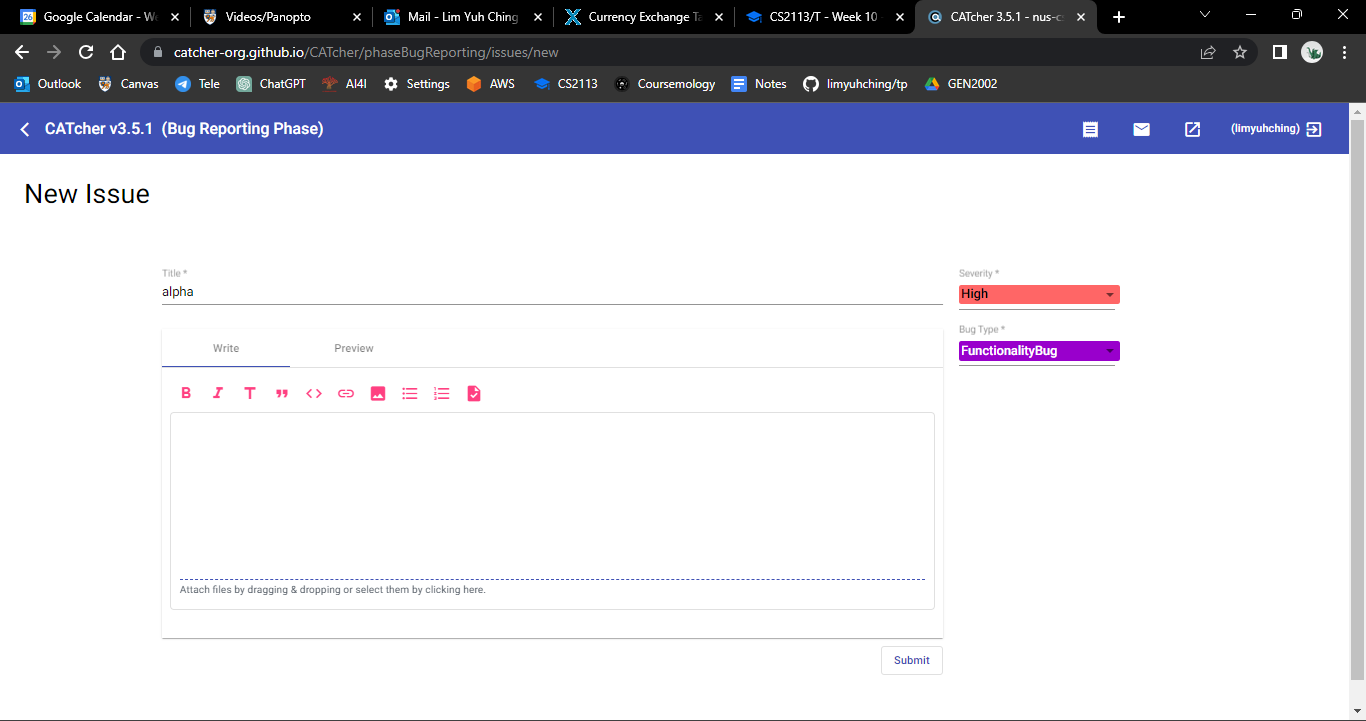 Google Calendar - W
Videos/Panopto
Mail - Lim Yuh Ching
Currency Exchange Ta
CS2113/T - Week 10
CATcher 3.5.1 - nus-c
catcher-org.github.io/CATcher/phaseBugReporting/issues/new
Outlook
Canvas
Tele
ChatGPT
AI4I
Settings
AWS
CS2113
Coursemology
Notes
limyuhching/tp
GEN2002
CATcher v3.5.1 (Bug Reporting Phase)
(limyuhching)
New Issue
Title *
alpha
Severity *
High
Bug Type *
FunctionalityBug
Write
Preview
Attach files by dragging & dropping or select them by clicking here.
Submit